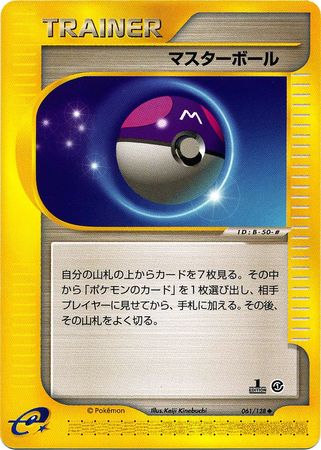 TRAINER
マスターボール
M
ID:B-50-#
自分の山札の上からカードを7枚見る。その中
から「ポケモンのカード」を1枚選び出し、相手
プレイヤーに見せてから、手札に加える。その後、
その山札をよく切る。
1
EDITION
e
©Pokémon
Illus.Keiji Kinebuchi
061/128◆